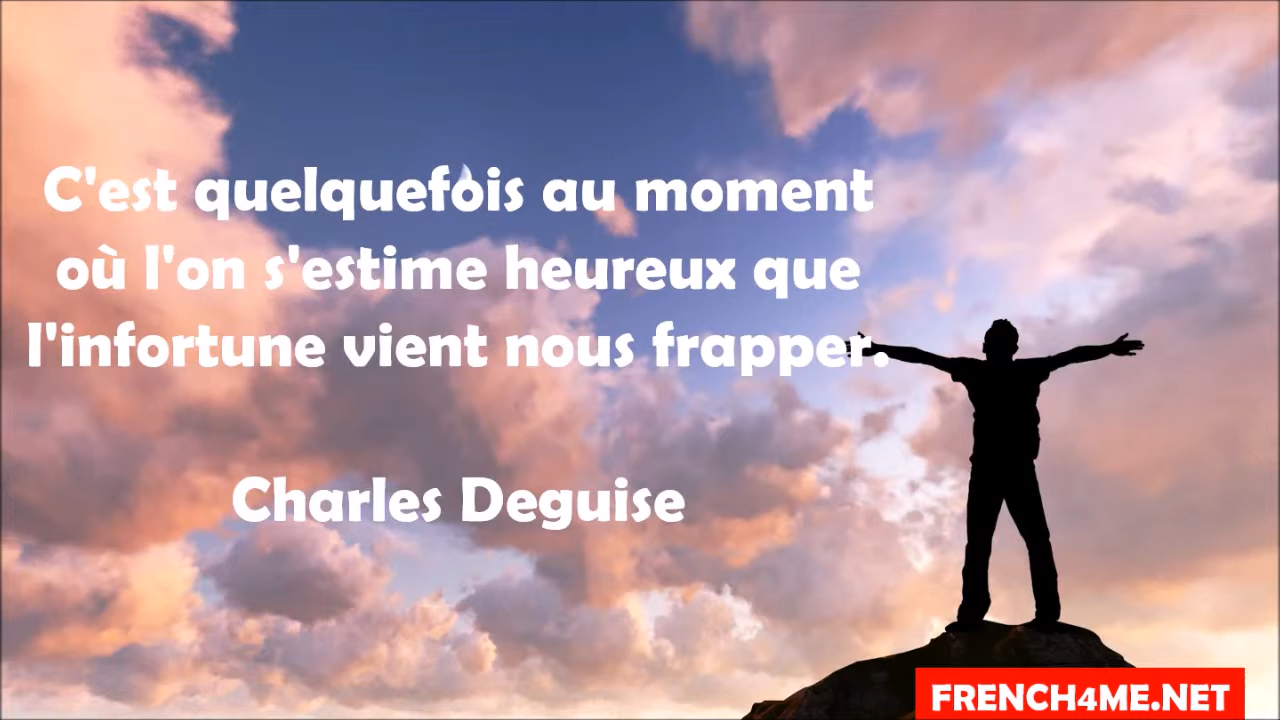 C'est quelquefois au moment
où l'on s'estime heureux que
l'infortune vient nous frapper.
Charles Deguise
FRENCH4ME.NET